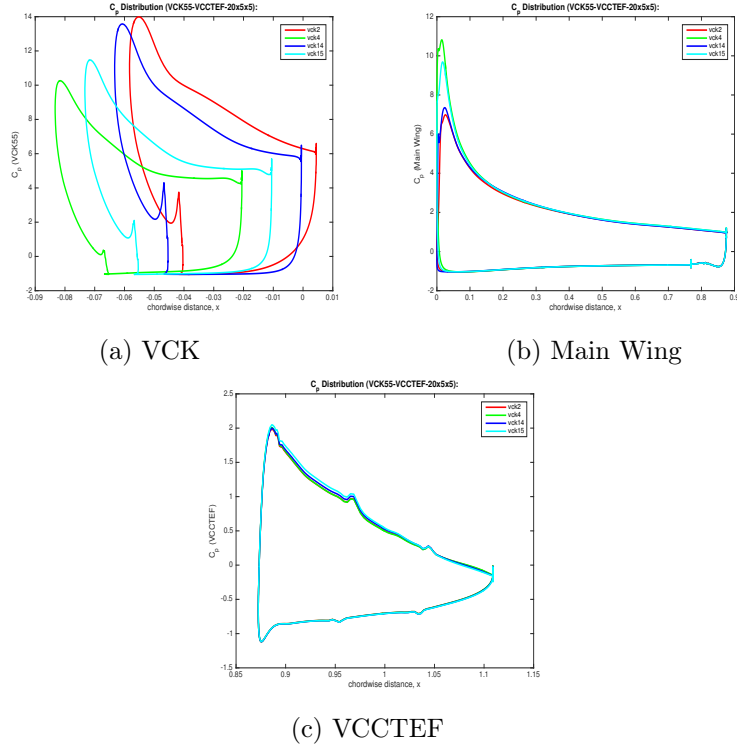 C_p Distribution (VCK55-VCCTEF-20x5x5):
vck2
vck4
vck14
vck15
C_p (VCK55)
14
12
10
8
6
4
2
0
-2
-0.09 -0.08 -0.07 -0.06 -0.05 -0.04 -0.03 -0.02 -0.01 0 0.01
chordwise distance, x
(a) VCK
C_p Distribution (VCK55-VCCTEF-20x5x5):
vck2
vck4
vck14
vck15
C_p (Main Wing)
12
10
8
6
4
2
0
-2
0 0.1 0.2 0.3 0.4 0.5 0.6 0.7 0.8 0.9
chordwise distance, x
(b) Main Wing
C_p Distribution (VCK55-VCCTEF-20x5x5):
vck2
vck4
vck14
vck15
C_p (VCCTEF)
2.5
2
1.5
1
0.5
0
-0.5
-1
-1.5
0.85 0.9 0.95 1 1.05 1.1 1.15
chordwise distance, x
(c) VCCTEF